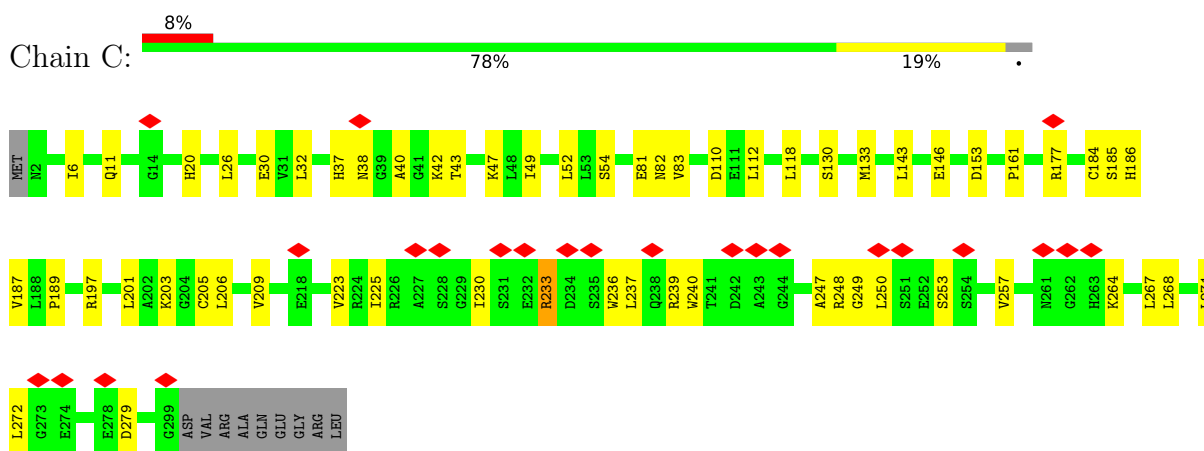 8%
Chain C:
78% 19% •
MET N2 I6 Q11 G14 H20 L26 E30 V31 L32 H37 N38 G39 A40 G41 K42 T43 K47 L48 I49 L52 L53 S54 E81 N82 V83 D110 E111 L112 L118 S130 M133 L143 E146 D153 P161 R177 C184 S185 H186
V187 L188 P189 R197 L201 A202 K203 G204 C205 L206 V209 E218 V223 R224 I225 R226 A227 S228 G229 I230 S231 E232 R233 D234 S235 W236 L237 Q238 R239 W240 T241 D242 A243 G244 A247 R248 G249 L250 S251 E252 S253 S254 V257 N261 G262 H263 K264 L267 L268
L272 G273 E274 E278 D279 G299 ASP VAL ARG ALA GLN GLU GLY ARG LEU